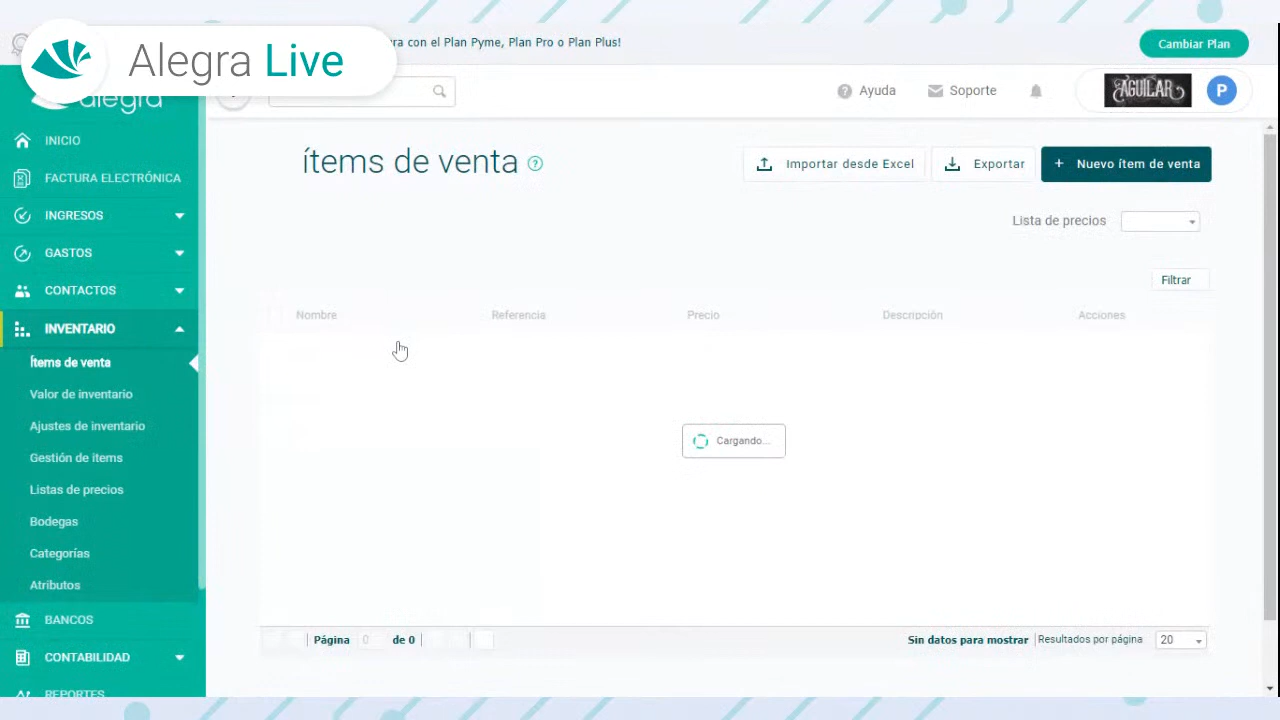 Alegra Live
ra con el Plan Pyme, Plan Pro o Plan Plus!
Cambiar Plan
alegra
Ayuda
Soporte
AGUILAR
P
INICIO
FACTURA ELECTRÓNICA
INGRESOS
GASTOS
CONTACTOS
INVENTARIO
Ítems de venta
Valor de inventario
Ajustes de inventario
Gestión de ítems
Listas de precios
Bodegas
Categorías
Atributos
BANCOS
CONTABILIDAD
REPORTES
ítems de venta ?
Importar desde Excel
Exportar
+ Nuevo ítem de venta
Lista de precios
Filtrar
Nombre Referencia Precio Descripción Acciones
Cargando...
Página 0 de 0
Sin datos para mostrar Resultados por página 20